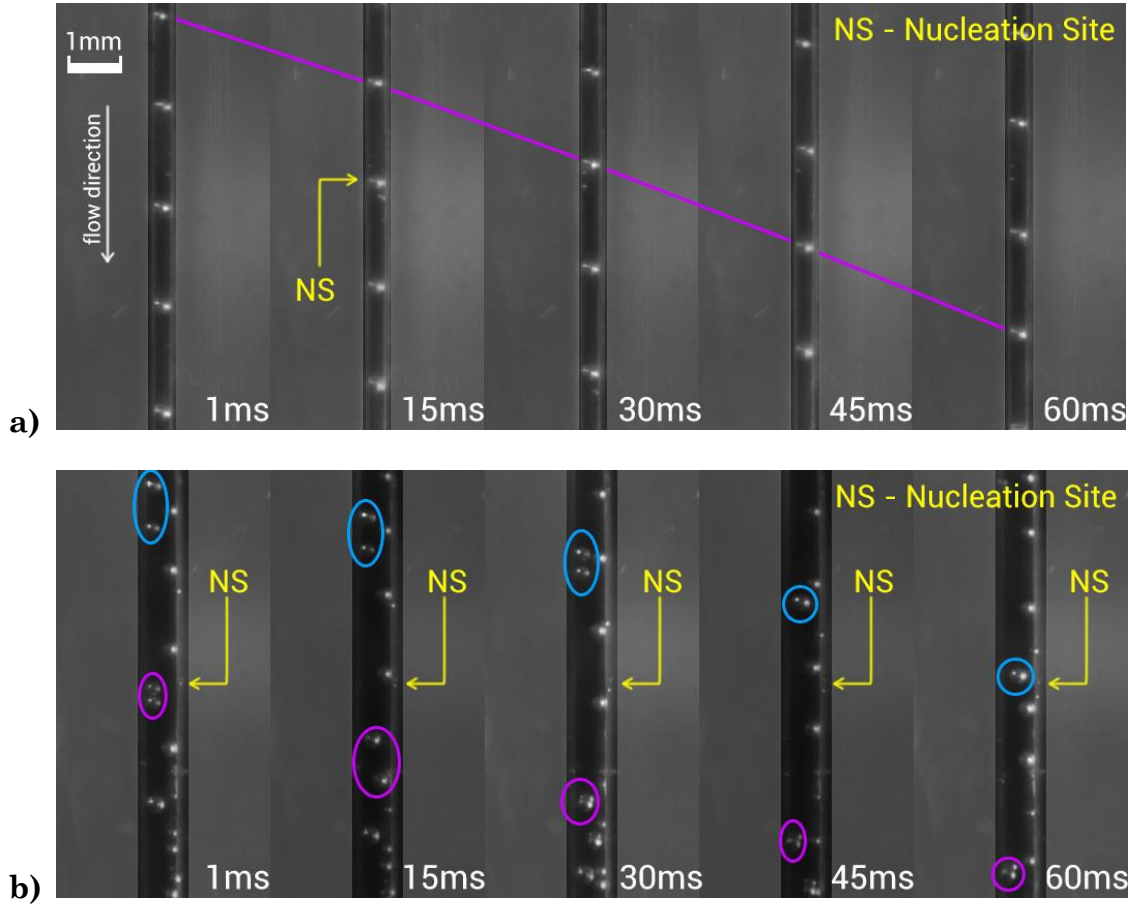 NS - Nucleation Site
1mm
flow direction
NS
a)
1ms
15ms
30ms
45ms
60ms
NS - Nucleation Site
NS
NS
NS
NS
NS
b)
1ms
15ms
30ms
45ms
60ms